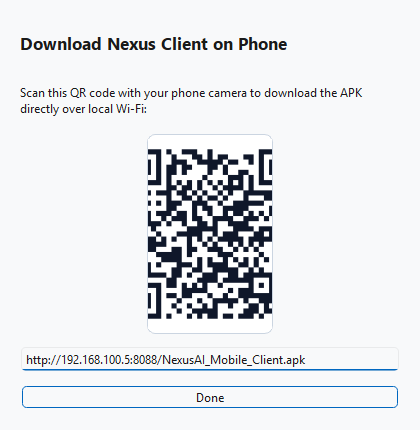 Download Nexus Client on Phone
Scan this QR code with your phone camera to download the APK
directly over local Wi-Fi:
http://192.168.100.5:8088/NexusAI_Mobile_Client.apk
Done